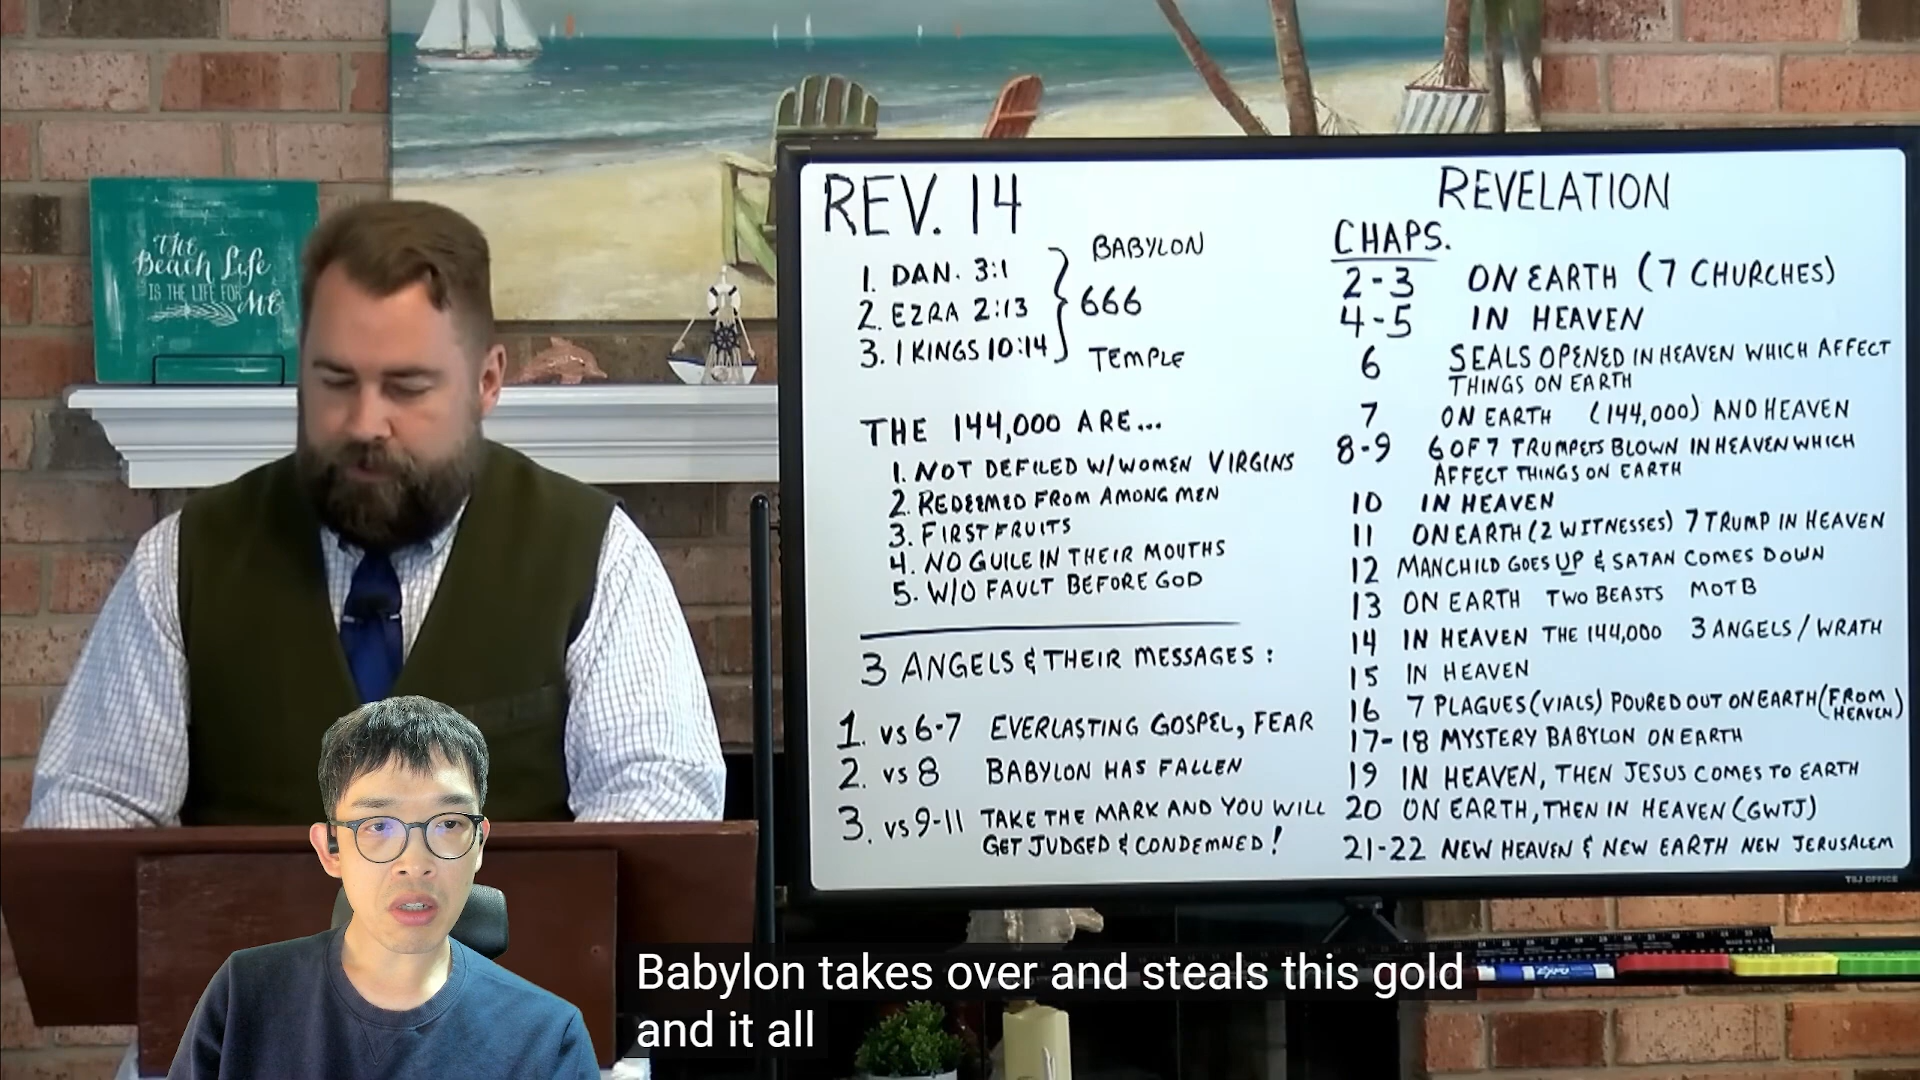 THE
Beach Life
IS THE LIFE FOR
ME
REV. 14
1. DAN. 3:1
2. EZRA 2:13
3. 1 KINGS 10:14
BABYLON
666
TEMPLE
THE 144,000 ARE...
1. NOT DEFILED W/WOMEN VIRGINS
2. REDEEMED FROM AMONG MEN
3. FIRSTFRUITS
4. NO GUILE IN THEIR MOUTHS
5. W/O FAULT BEFORE GOD
3 ANGELS & THEIR MESSAGES:
1. VS 6-7 EVERLASTING GOSPEL, FEAR
2. VS 8 BABYLON HAS FALLEN
3. VS 9-11 TAKE THE MARK AND YOU WILL
GET JUDGED & CONDEMNED!
REVELATION
CHAPS.
2-3 ON EARTH (7 CHURCHES)
4-5 IN HEAVEN
6 SEALS OPENED IN HEAVEN WHICH AFFECT
THINGS ON EARTH
7 ON EARTH (144,000) AND HEAVEN
8-9 6 OF 7 TRUMPETS BLOWN IN HEAVEN WHICH
AFFECT THINGS ON EARTH
10 IN HEAVEN
11 ON EARTH (2 WITNESSES) 7 TRUMP IN HEAVEN
12 MANCHILD GOES UP & SATAN COMES DOWN
13 ON EARTH TWO BEASTS MOTB
14 IN HEAVEN THE 144,000 3 ANGELS/WRATH
15 IN HEAVEN
16 7 PLAGUES (VIALS) POURED OUT ON EARTH (FROM
HEAVEN)
17-18 MYSTERY BABYLON ON EARTH
19 IN HEAVEN, THEN JESUS COMES TO EARTH
20 ON EARTH, THEN IN HEAVEN (GWTJ)
21-22 NEW HEAVEN & NEW EARTH NEW JERUSALEM
TSJ OFFICE
EXPO
Babylon takes over and steals this gold
and it all